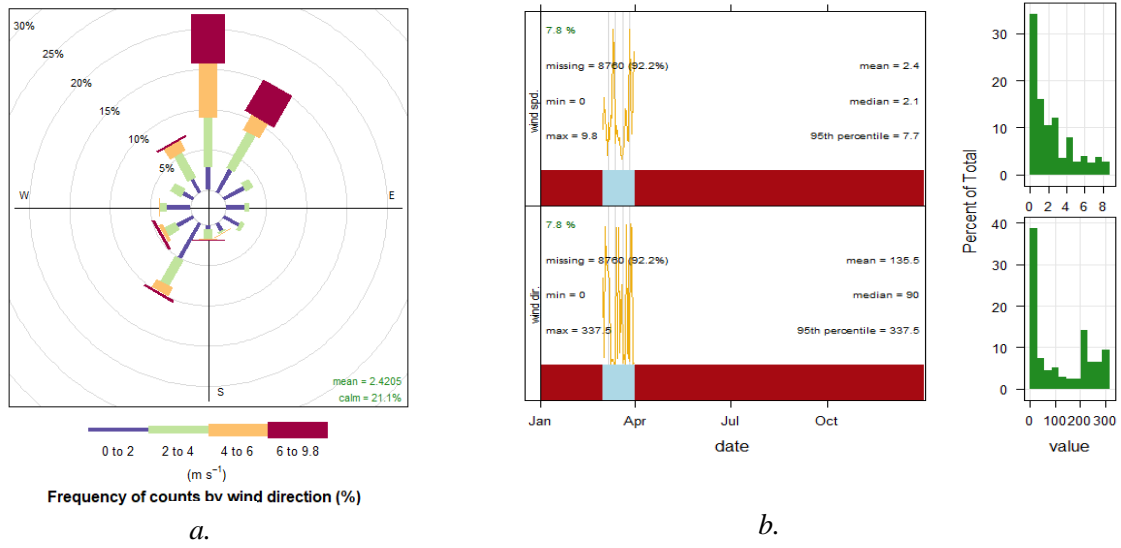 30%
25%
20%
15%
10%
5%
W
E
S
mean = 2.4205
calm = 21.1%
0 to 2
2 to 4
4 to 6
6 to 9.8
(m s⁻¹)
Frequency of counts by wind direction (%)
a.
wind spd.
7.8 %
missing = 8760 (92.2%)
min = 0
max = 9.8
mean = 2.4
median = 2.1
95th percentile = 7.7
wind dir.
7.8 %
missing = 8760 (92.2%)
min = 0
max = 337.5
mean = 135.5
median = 90
95th percentile = 337.5
Jan
Apr
Jul
Oct
date
b.
Percent of Total
30
20
10
0
0 2 4 6 8
40
30
20
10
0
0 100 200 300
value